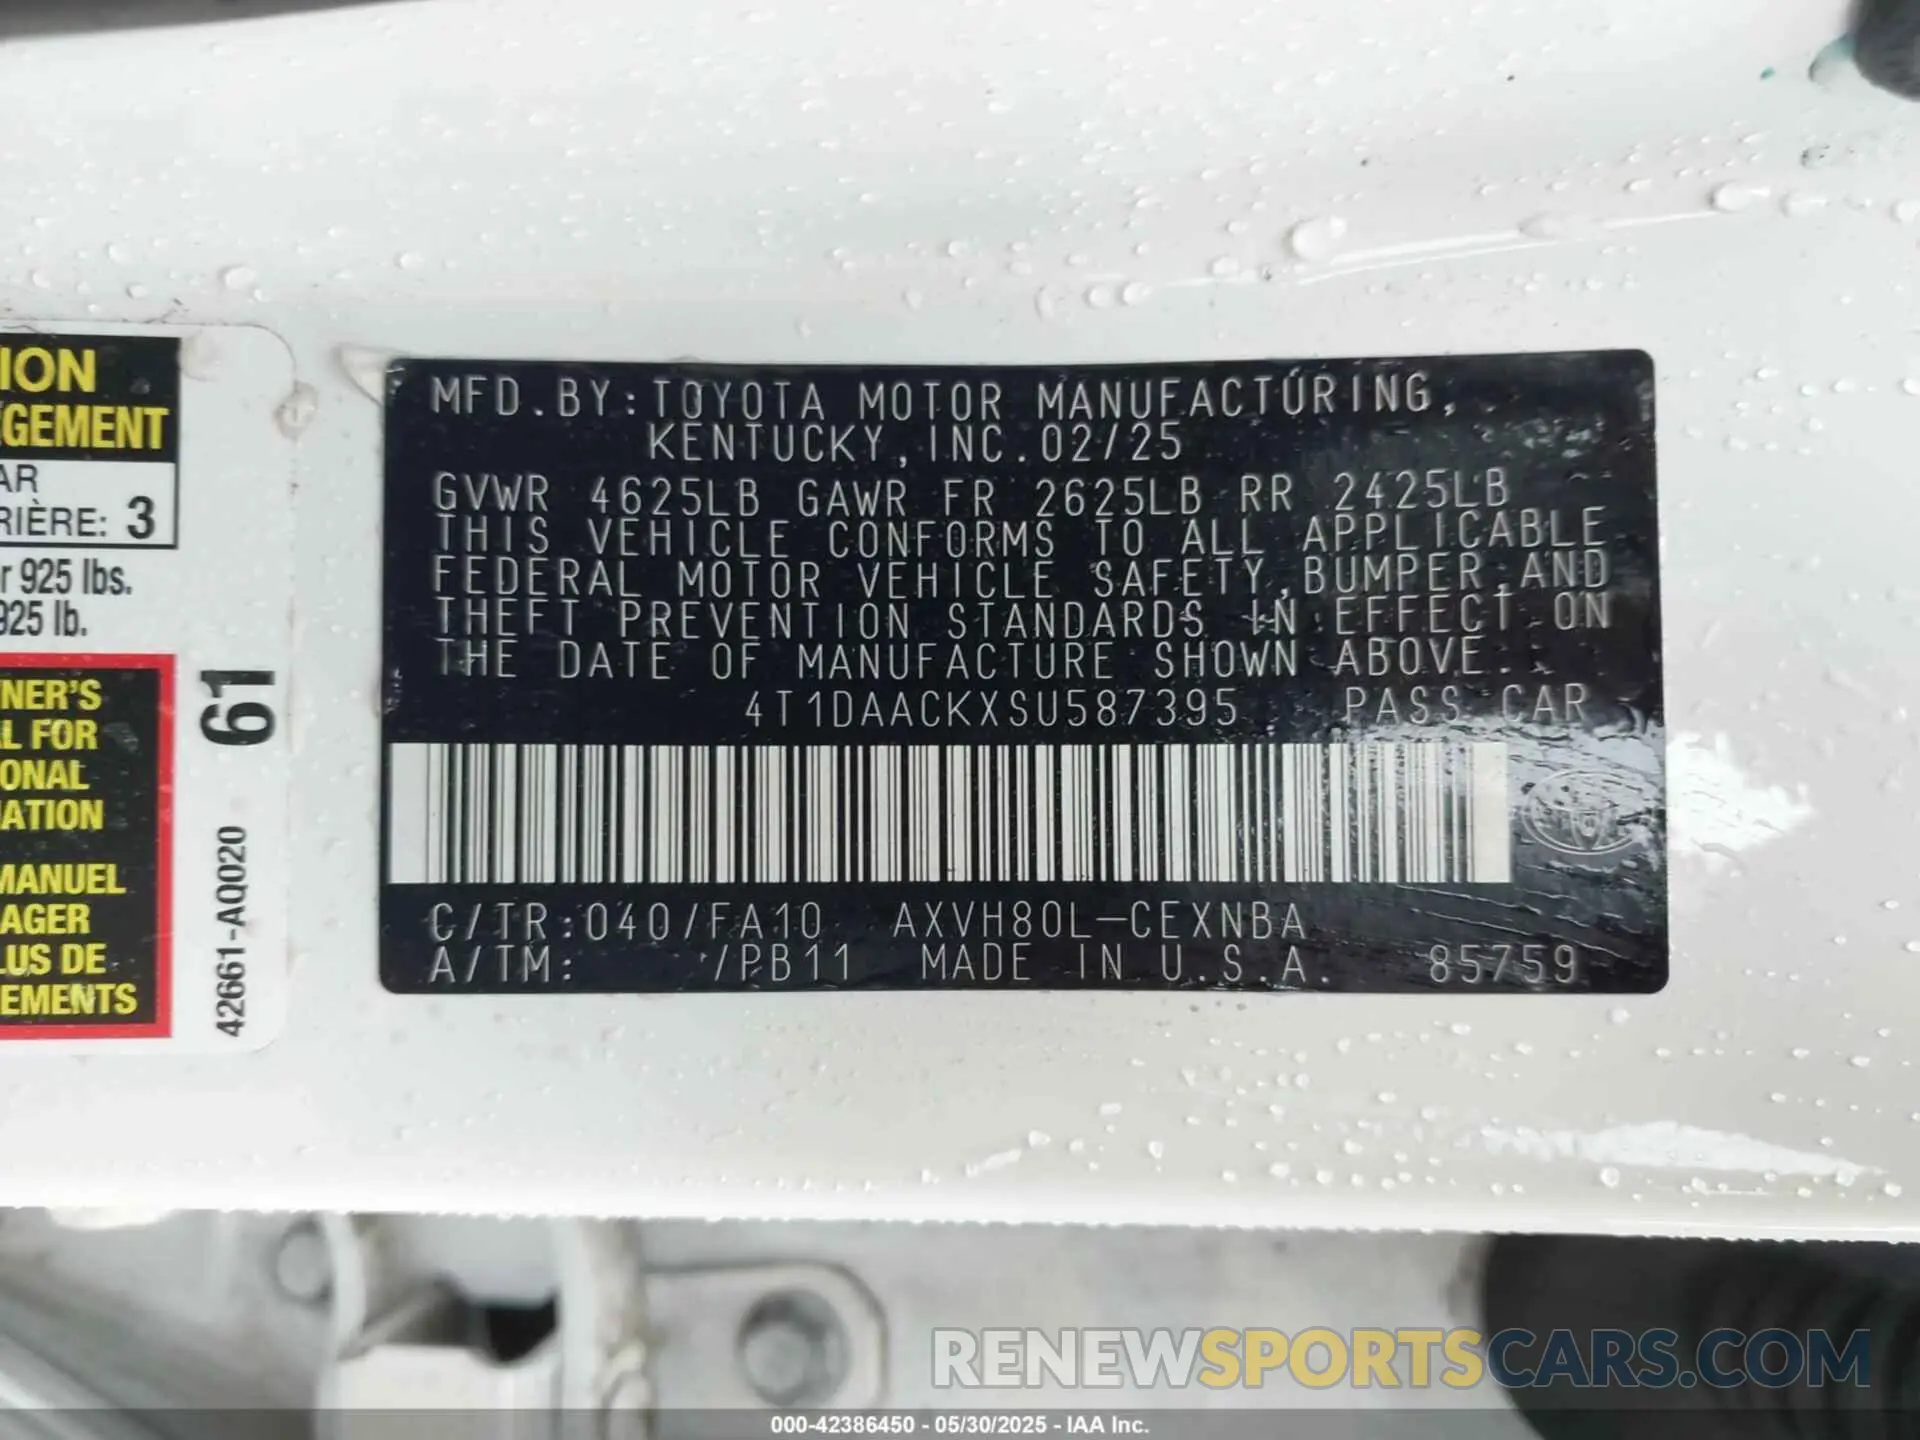 ION
GEMENT
AR
RIÈRE: 3
r 925 lbs.
925 lb.
NER'S
L FOR
IONAL
ATION
MANUEL
AGER
LUS DE
EMENTS
61
42661-AQ020
MFD.BY:TOYOTA MOTOR MANUFACTURING,
KENTUCKY,INC.02/25
GVWR 4625LB GAWR FR 2625LB RR 2425LB
THIS VEHICLE CONFORMS TO ALL APPLICABLE
FEDERAL MOTOR VEHICLE SAFETY,BUMPER,AND
THEFT PREVENTION STANDARDS IN EFFECT ON
THE DATE OF MANUFACTURE SHOWN ABOVE.
4T1DAACKXSU587395 PASS CAR
C/TR:040/FA10 AXVH80L-CEXNBA
A/TM: /PB11 MADE IN U.S.A. 85759
RENEWSPORTSCARS.COM
000-42386450 - 05/30/2025 - IAA Inc.